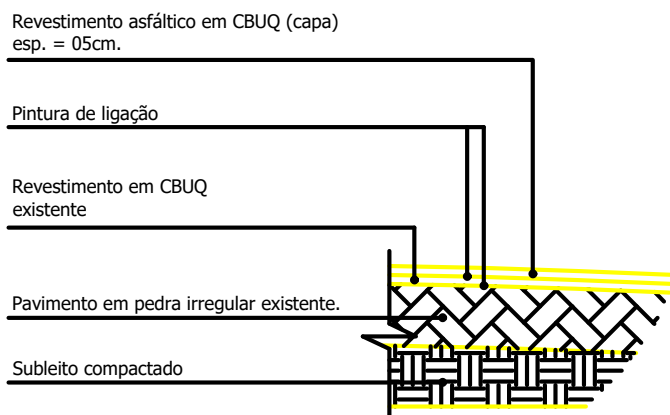 Revestimento asfáltico em CBUQ (capa)
esp. = 05cm.
Pintura de ligação
Revestimento em CBUQ
existente
Pavimento em pedra irregular existente.
Subleito compactado